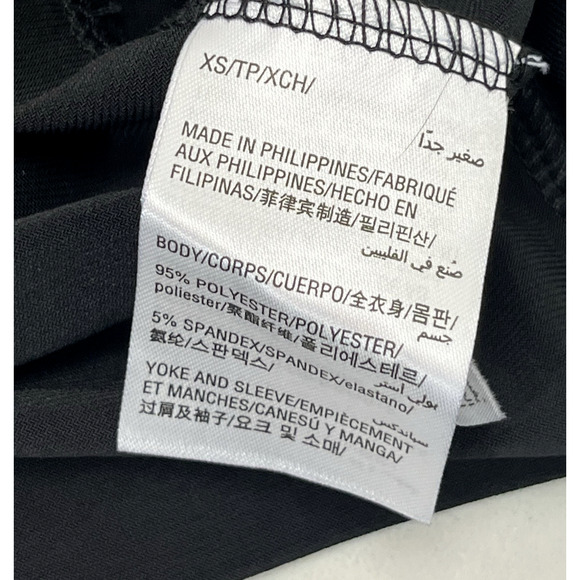 XS/TP/XCH/
صغير جدًا
MADE IN PHILIPPINES/FABRIQUÉ
AUX PHILIPPINES/HECHO EN
FILIPINAS/菲律宾制造/필리핀산/
صُنع في الفلبين
BODY/CORPS/CUERPO/全衣身/몸판/
جسم
95% POLYESTER/POLYESTER/
poliester/聚酯纤维/폴리에스테르/
بولي استر
5% SPANDEX/SPANDEX/elastano/
氨纶/스판덱스/
سباندكس
YOKE AND SLEEVE/EMPIÈCEMENT
ET MANCHES/CANESÚ Y MANGA/
过肩及袖子/요크 및 소매/